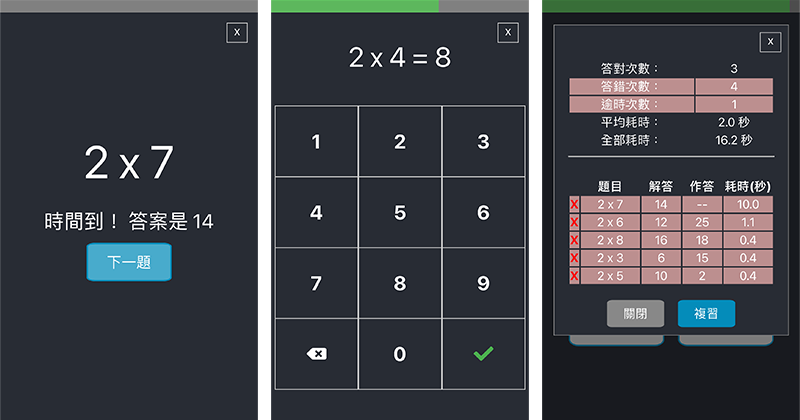 X
2 x 7
時間到！ 答案是 14
下一題
X
2 x 4 = 8
1 2 3
4 5 6
7 8 9
0
X
答對次數： 3
答錯次數： 4
逾時次數： 1
平均耗時： 2.0 秒
全部耗時： 16.2 秒
題目 解答 作答 耗時(秒)
X 2 x 7 14 -- 10.0
X 2 x 6 12 25 1.1
X 2 x 8 16 18 0.4
X 2 x 3 6 15 0.4
X 2 x 5 10 2 0.4
關閉 複習